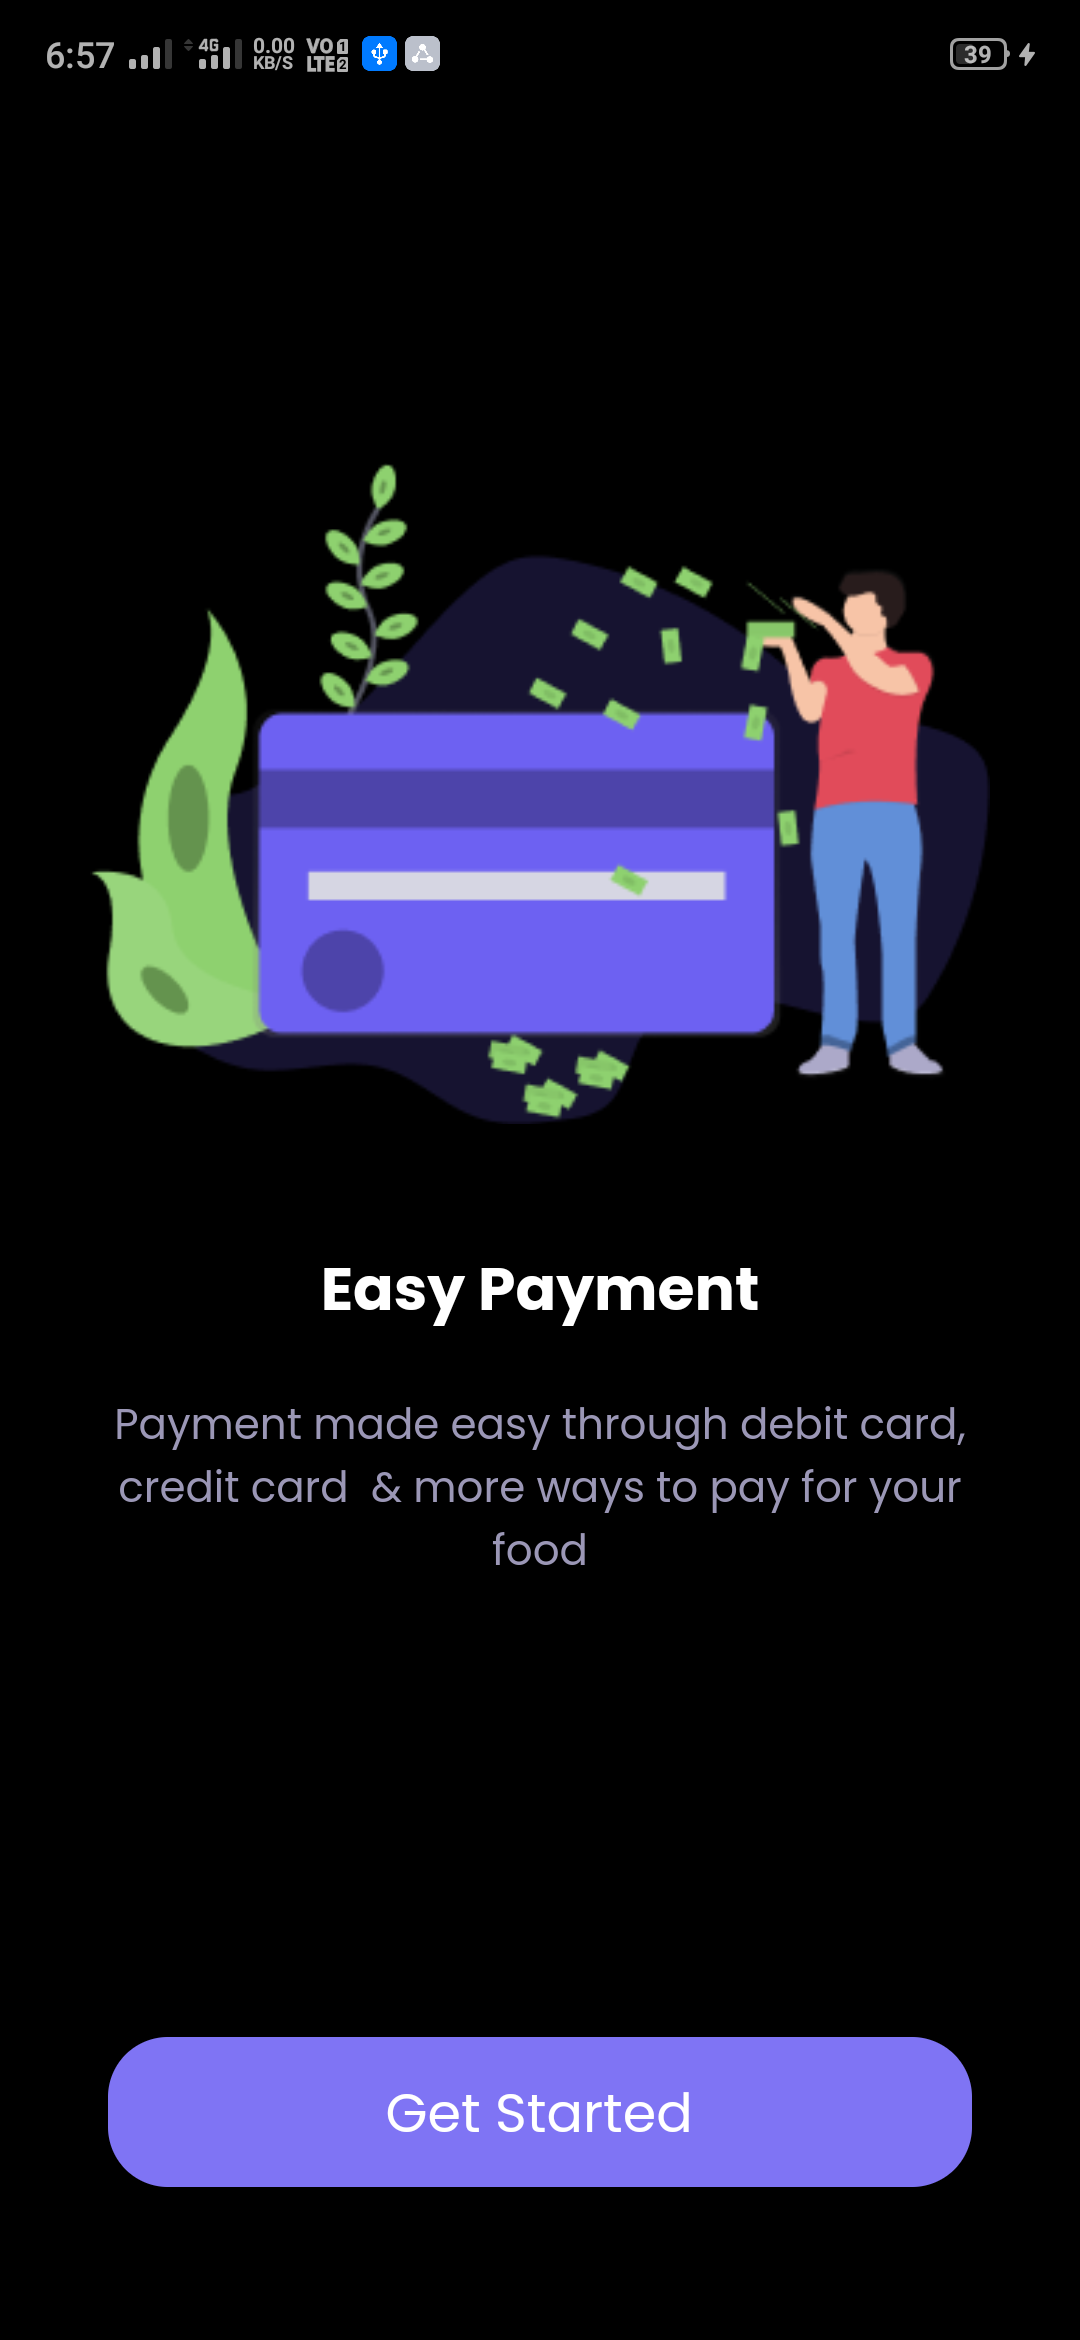 6:57 4G 0.00 KB/S VO LTE 1 2 39
Easy Payment
Payment made easy through debit card,
credit card  & more ways to pay for your
food
Get Started